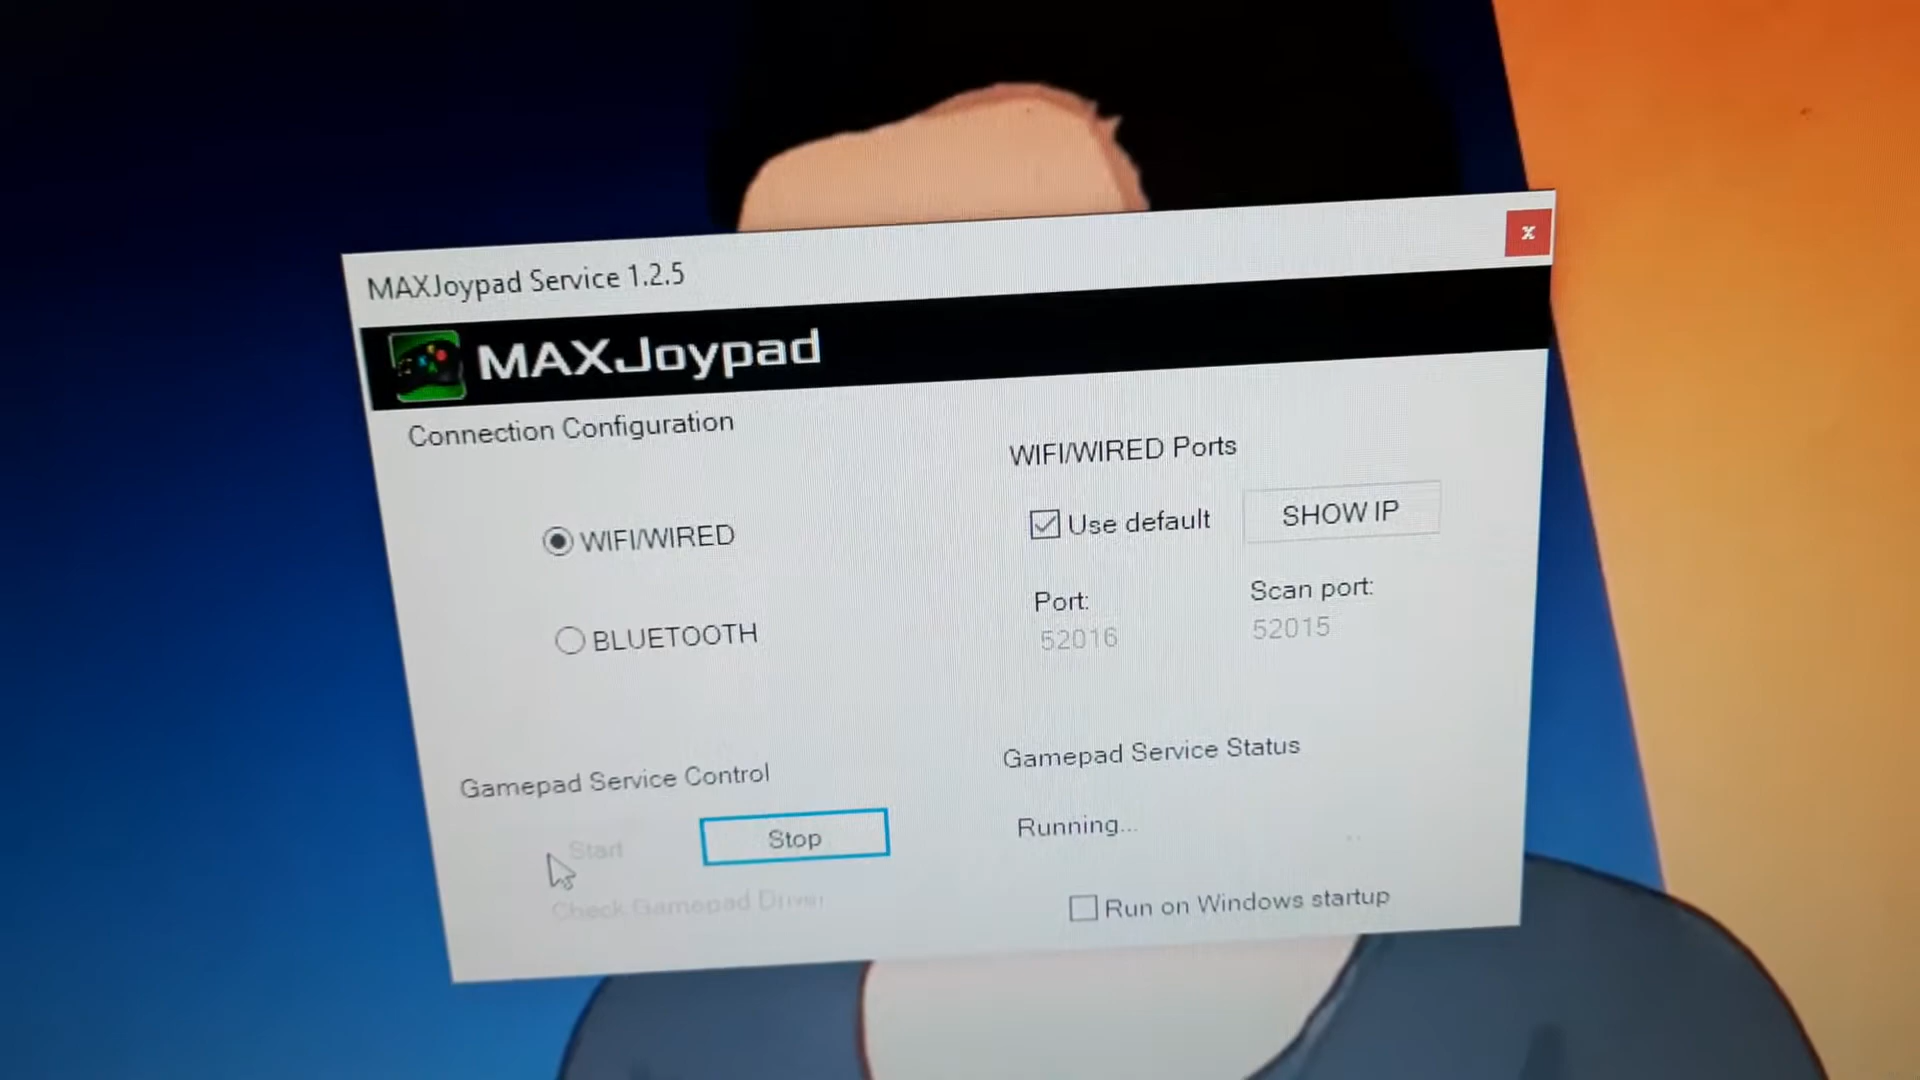 MAXJoypad Service 1.2.5
x
MAXJoypad
Connection Configuration
WIFI/WIRED
BLUETOOTH
WIFI/WIRED Ports
Use default
SHOW IP
Port:
Scan port:
52016
52015
Gamepad Service Control
Start
Stop
Check Gamepad Driver
Gamepad Service Status
Running...
Run on Windows startup